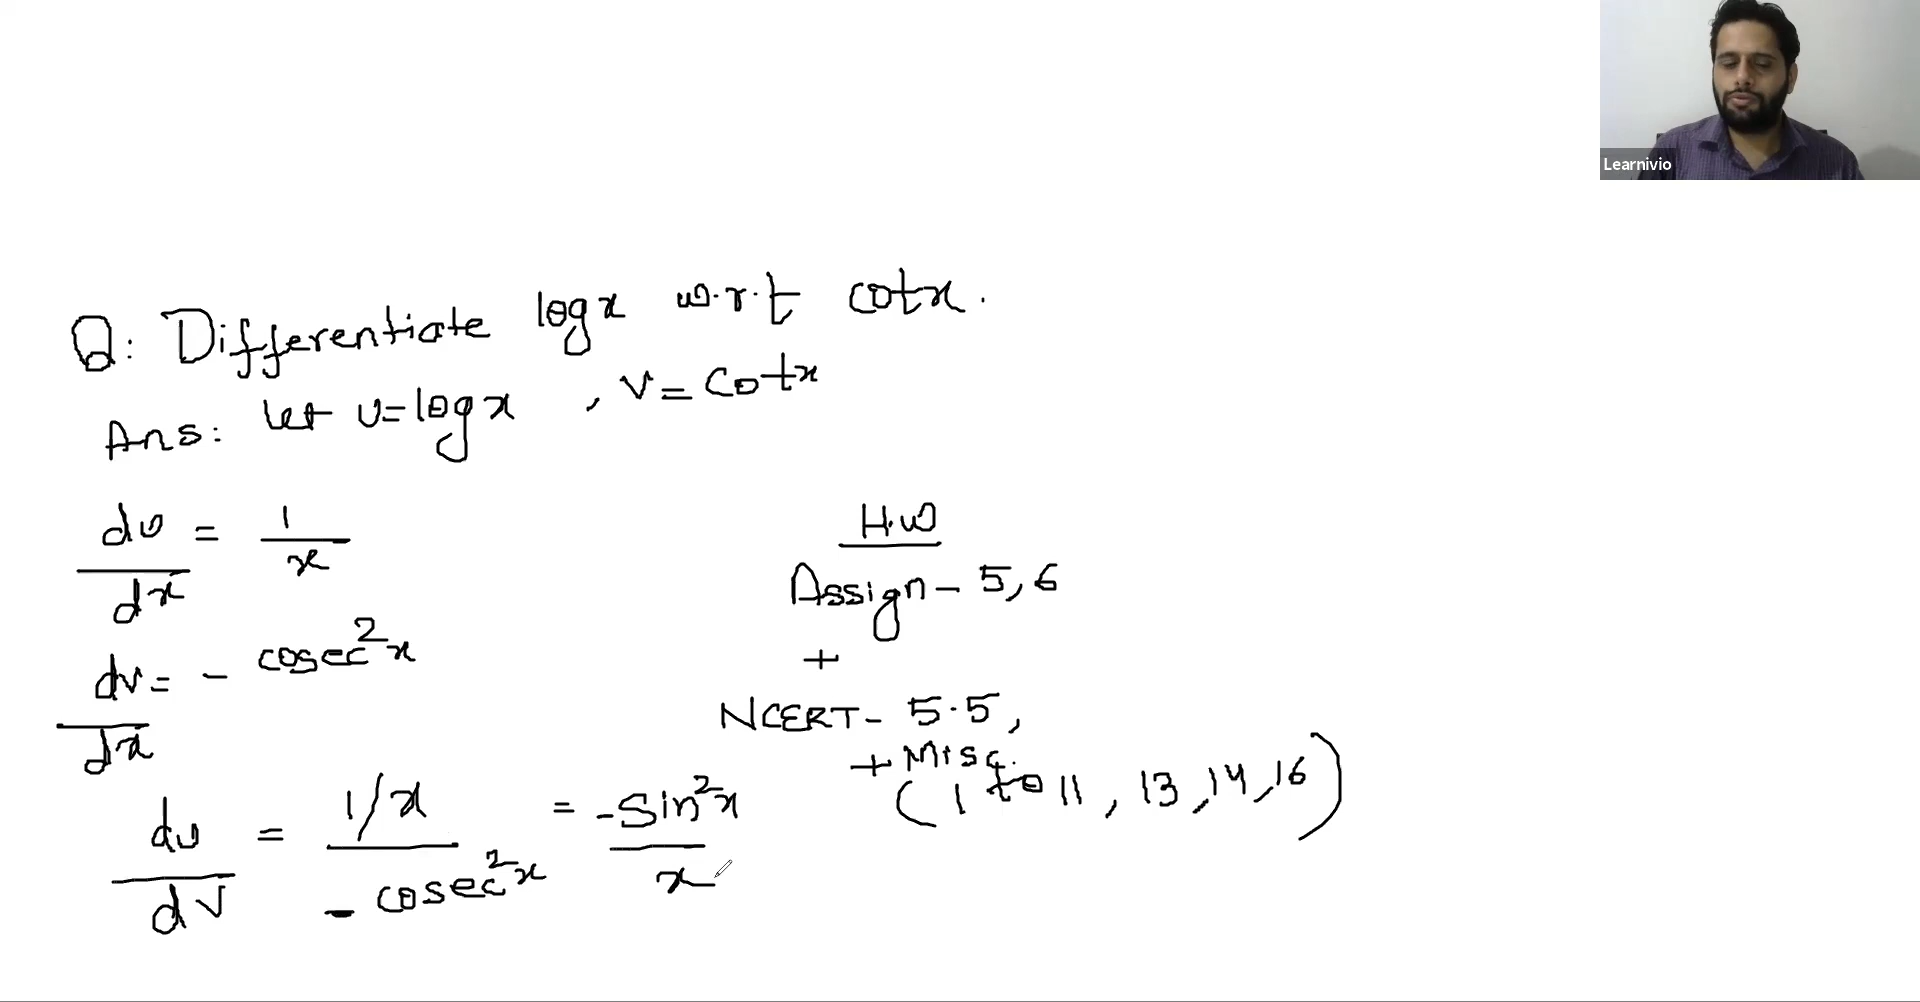 Learnivio
Q: Differentiate log x w.r.t cot x.
Ans: let u = log x , v = cot x
du/dx = 1/x
dv/dx = - cosec²x
du/dv = 1/x / - cosec²x = - sin²x / x
H.W
Assign - 5, 6
+
NCERT - 5.5,
+ Misc.
(1 to 11, 13, 14, 16)